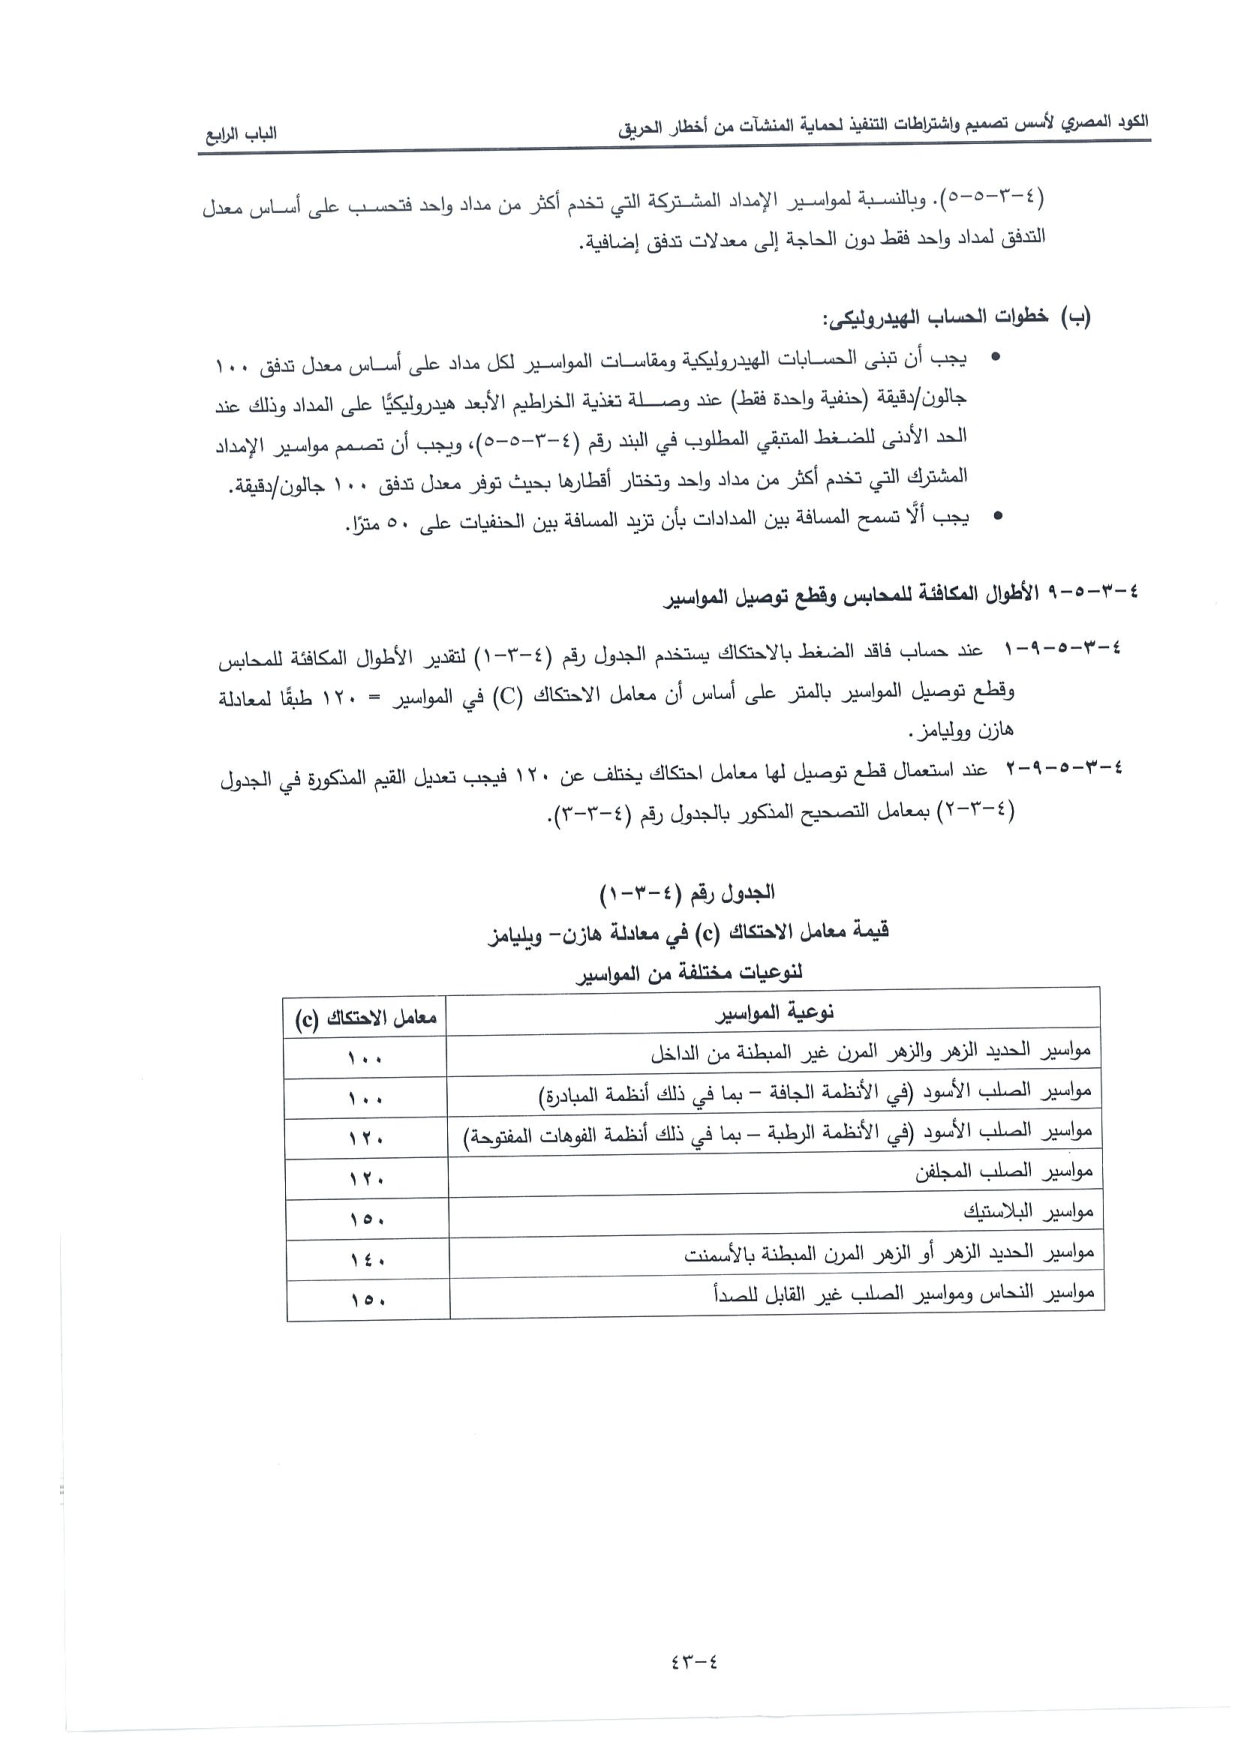 الكود المصري لأسس تصميم واشتراطات التنفيذ لحماية المنشآت من أخطار الحريق الباب الرابع
(٤-٣-٥-٥). وبالنسبة لمواسير الإمداد المشتركة التي تخدم أكثر من مداد واحد فتحسب على أساس معدل
التدفق لمداد واحد فقط دون الحاجة إلى معدلات تدفق إضافية.
(ب) خطوات الحساب الهيدروليكى:
• يجب أن تبنى الحسابات الهيدروليكية ومقاسات المواسير لكل مداد على أساس معدل تدفق ١٠٠
جالون/دقيقة (حنفية واحدة فقط) عند وصلة تغذية الخراطيم الأبعد هيدروليكيًّا على المداد وذلك عند
الحد الأدنى للضغط المتبقي المطلوب في البند رقم (٤-٣-٥-٥)، ويجب أن تصمم مواسير الإمداد
المشترك التي تخدم أكثر من مداد واحد وتختار أقطارها بحيث توفر معدل تدفق ١٠٠ جالون/دقيقة.
• يجب ألَّا تسمح المسافة بين المدادات بأن تزيد المسافة بين الحنفيات على ٥٠ مترًا.
٤-٣-٥-٩ الأطوال المكافئة للمحابس وقطع توصيل المواسير
٤-٣-٥-٩-١ عند حساب فاقد الضغط بالاحتكاك يستخدم الجدول رقم (٤-٣-١) لتقدير الأطوال المكافئة للمحابس
وقطع توصيل المواسير بالمتر على أساس أن معامل الاحتكاك (C) في المواسير = ١٢٠ طبقًا لمعادلة
هازن ووليامز.
٤-٣-٥-٩-٢ عند استعمال قطع توصيل لها معامل احتكاك يختلف عن ١٢٠ فيجب تعديل القيم المذكورة في الجدول
(٤-٣-٢) بمعامل التصحيح المذكور بالجدول رقم (٤-٣-٣).
الجدول رقم (٤-٣-١)
قيمة معامل الاحتكاك (c) في معادلة هازن- ويليامز
لنوعيات مختلفة من المواسير
نوعية المواسير معامل الاحتكاك (c)
مواسير الحديد الزهر والزهر المرن غير المبطنة من الداخل ١٠٠
مواسير الصلب الأسود (في الأنظمة الجافة – بما في ذلك أنظمة المبادرة) ١٠٠
مواسير الصلب الأسود (في الأنظمة الرطبة – بما في ذلك أنظمة الفوهات المفتوحة) ١٢٠
مواسير الصلب المجلفن ١٢٠
مواسير البلاستيك ١٥٠
مواسير الحديد الزهر أو الزهر المرن المبطنة بالأسمنت ١٤٠
مواسير النحاس ومواسير الصلب غير القابل للصدأ ١٥٠
٤-٤٣